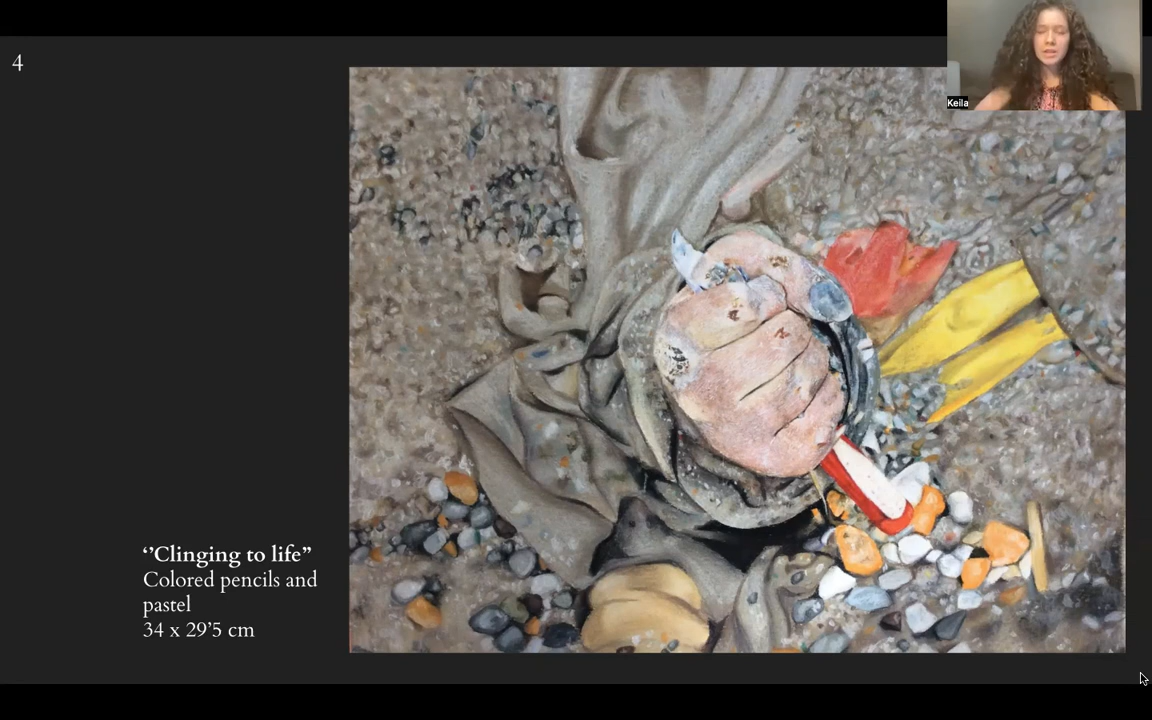 4
Keila
‘’Clinging to life”
Colored pencils and
pastel
34 x 29’5 cm